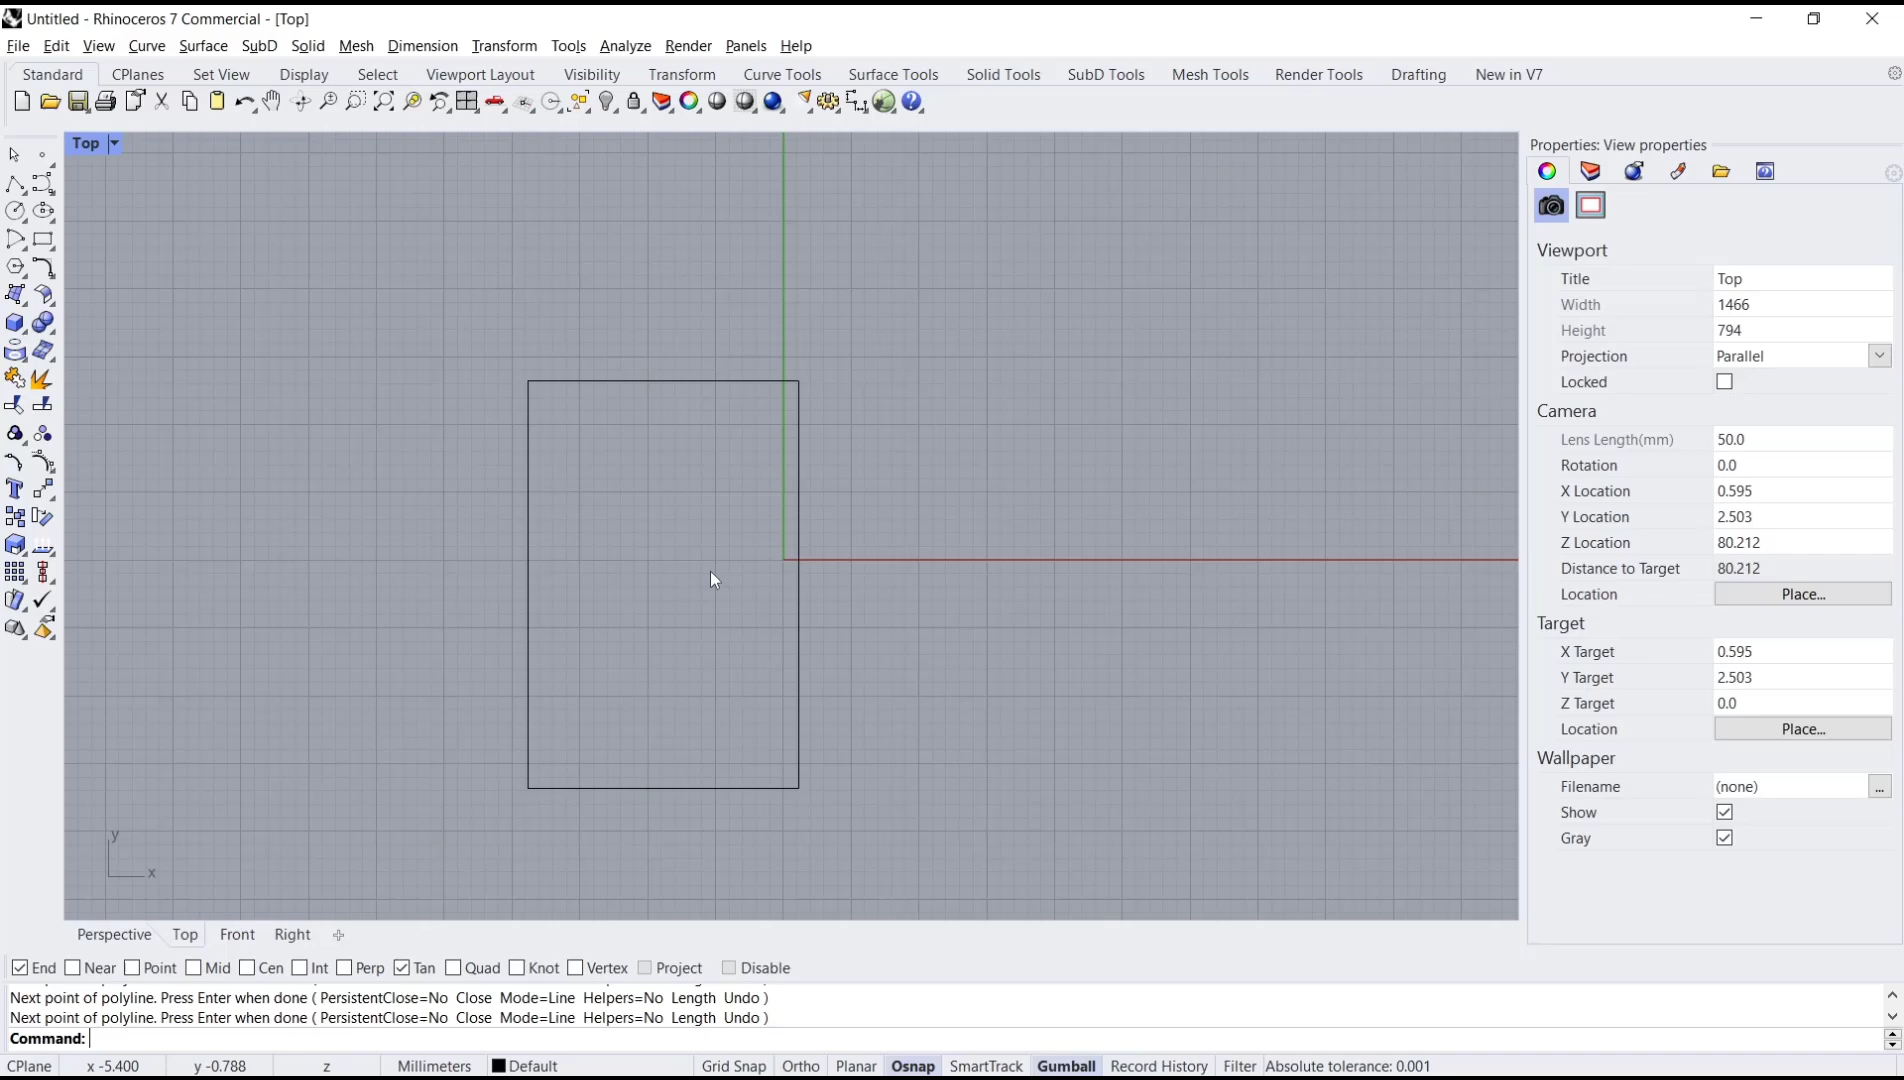 Untitled - Rhinoceros 7 Commercial - [Top]
File Edit View Curve Surface SubD Solid Mesh Dimension Transform Tools Analyze Render Panels Help
Standard CPlanes Set View Display Select Viewport Layout Visibility Transform Curve Tools Surface Tools Solid Tools SubD Tools Mesh Tools Render Tools Drafting New in V7
Top
Properties: View properties
Viewport
Title Top
Width 1466
Height 794
Projection Parallel
Locked
Camera
Lens Length(mm) 50.0
Rotation 0.0
X Location 0.595
Y Location 2.503
Z Location 80.212
Distance to Target 80.212
Location Place...
Target
X Target 0.595
Y Target 2.503
Z Target 0.0
Location Place...
Wallpaper
Filename (none) ...
Show
Gray
y
x
Perspective Top Front Right
End Near Point Mid Cen Int Perp Tan Quad Knot Vertex Project Disable
Next point of polyline. Press Enter when done ( PersistentClose=No Close Mode=Line Helpers=No Length Undo )
Next point of polyline. Press Enter when done ( PersistentClose=No Close Mode=Line Helpers=No Length Undo )
Command:
CPlane x -5.400 y -0.788 z Millimeters Default Grid Snap Ortho Planar Osnap SmartTrack Gumball Record History Filter Absolute tolerance: 0.001